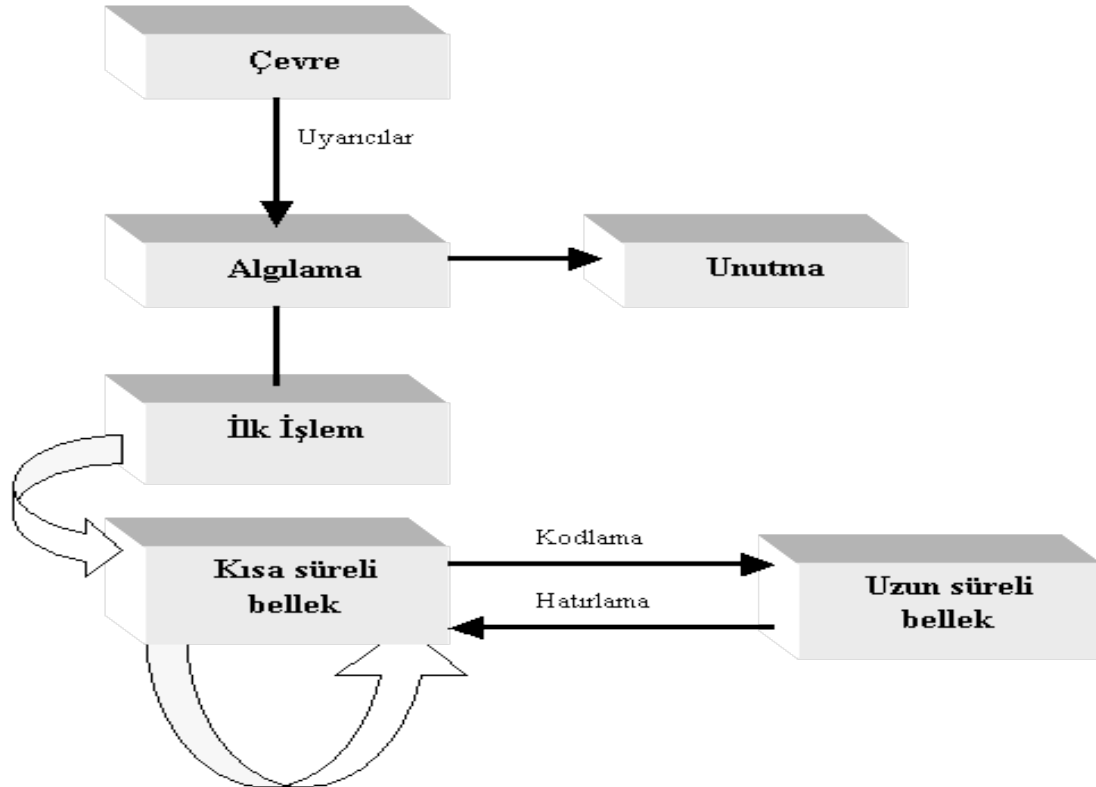 Çevre
Uyarıcılar
Algılama
Unutma
İlk İşlem
Kısa süreli
bellek
Kodlama
Hatırlama
Uzun süreli
bellek